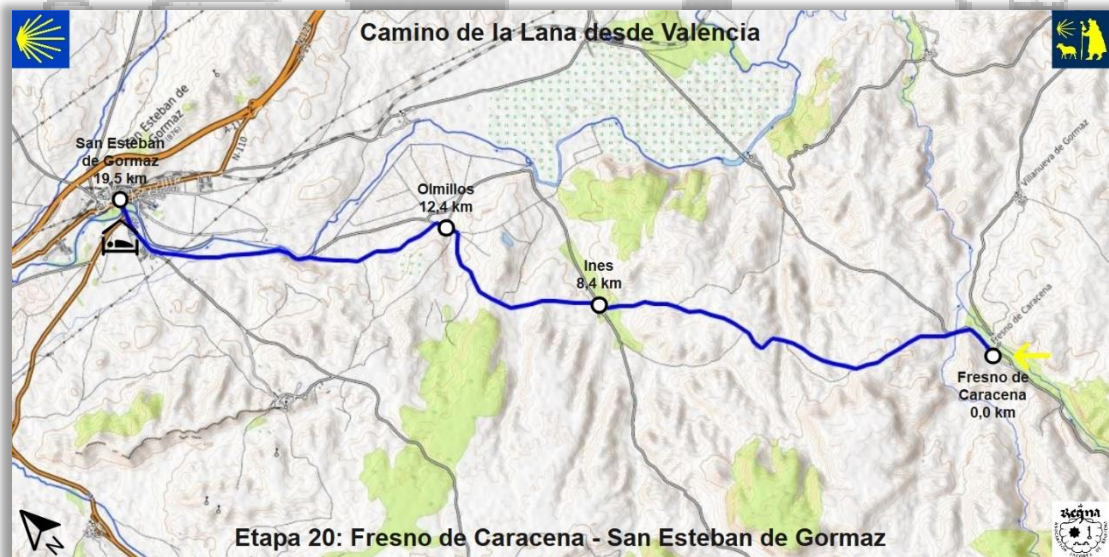 Camino de la Lana desde Valencia
San Esteban de
Gormaz
(876)
A-11
N-110
San Esteban
de Gormaz
19,5 km
Olmillos
12,4 km
Ines
8,4 km
Villanueva de Gormaz
Fresno de Caracena
Fresno de
Caracena
0,0 km
N
Etapa 20: Fresno de Caracena - San Esteban de Gormaz